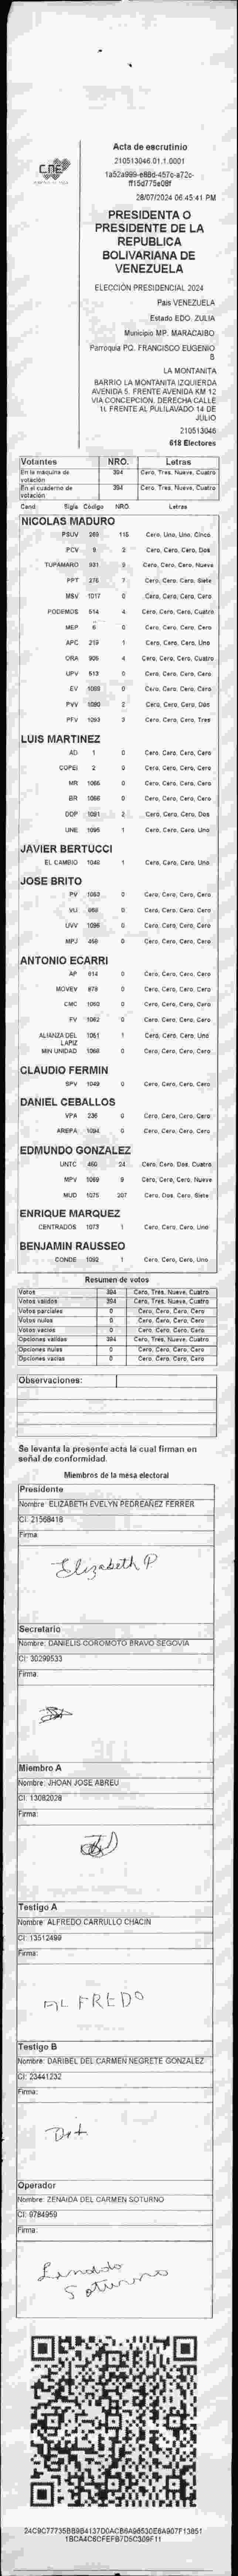 Acta de escrutinio
210513046.01.1.0001
1a52a999-e88d-457c-a72c-
ff15d775e08f
28/07/2024 06:45:41 PM
CNE
PRESIDENTA O
PRESIDENTE DE LA
REPUBLICA
BOLIVARIANA DE
VENEZUELA
ELECCIÓN PRESIDENCIAL 2024
Pais VENEZUELA
Estado EDO. ZULIA
Municipio MP. MARACAIBO
Parroquia PQ. FRANCISCO EUGENIO
B
LA MONTAÑITA
BARRIO LA MONTAÑITA IZQUIERDA
AVENIDA 5. FRENTE AVENIDA KM 12
VIA CONCEPCION. DERECHA CALLE
1L FRENTE AL PULILAVADO 14 DE
JULIO
210513046
618 Electores
Votantes NRO. Letras
En la máquina de votación 394 Cero, Tres, Nueve, Cuatro
En el cuaderno de votación 394 Cero, Tres, Nueve, Cuatro
Cand Sigla Código NRO Letras
NICOLAS MADURO
PSUV 269 115 Cero, Uno, Uno, Cinco
PCV 9 2 Cero, Cero, Cero, Dos
TUPAMARO 931 9 Cero, Cero, Cero, Nueve
PPT 276 7 Cero, Cero, Cero, Siete
MSV 1017 0 Cero, Cero, Cero, Cero
PODEMOS 514 4 Cero, Cero, Cero, Cuatro
MEP 6 0 Cero, Cero, Cero, Cero
APC 219 1 Cero, Cero, Cero, Uno
ORA 905 4 Cero, Cero, Cero, Cuatro
UPV 513 0 Cero, Cero, Cero, Cero
EV 1088 0 Cero, Cero, Cero, Cero
PVV 1080 2 Cero, Cero, Cero, Dos
PFV 1293 3 Cero, Cero, Cero, Tres
LUIS MARTINEZ
AD 1 0 Cero, Cero, Cero, Cero
COPEI 2 0 Cero, Cero, Cero, Cero
MR 1066 0 Cero, Cero, Cero, Cero
BR 1056 0 Cero, Cero, Cero, Cero
DDP 1091 2 Cero, Cero, Cero, Dos
UNE 1095 1 Cero, Cero, Cero, Uno
JAVIER BERTUCCI
EL CAMBIO 1048 1 Cero, Cero, Cero, Uno
JOSE BRITO
PV 1053 0 Cero, Cero, Cero, Cero
VU 0 Cero, Cero, Cero, Cero
UVV 1096 0 Cero, Cero, Cero, Cero
MPJ 458 0 Cero, Cero, Cero, Cero
ANTONIO ECARRI
AP 614 0 Cero, Cero, Cero, Cero
MOVEV 878 0 Cero, Cero, Cero, Cero
CMC 1060 0 Cero, Cero, Cero, Cero
FV 1062 0 Cero, Cero, Cero, Cero
ALIANZA DEL LAPIZ 1061 1 Cero, Cero, Cero, Uno
MIN UNIDAD 1068 0 Cero, Cero, Cero, Cero
CLAUDIO FERMIN
SPV 1049 0 Cero, Cero, Cero, Cero
DANIEL CEBALLOS
VPA 236 0 Cero, Cero, Cero, Cero
AREPA 1094 0 Cero, Cero, Cero, Cero
EDMUNDO GONZALEZ
UNTC 460 24 Cero, Cero, Dos, Cuatro
MPV 1069 9 Cero, Cero, Cero, Nueve
MUD 1075 207 Cero, Dos, Cero, Siete
ENRIQUE MARQUEZ
CENTRADOS 1073 1 Cero, Cero, Cero, Uno
BENJAMIN RAUSSEO
CONDE 1092 1 Cero, Cero, Cero, Uno
Resumen de votos
Votos 394 Cero, Tres, Nueve, Cuatro
Votos validos 394 Cero, Tres, Nueve, Cuatro
Votos parciales 0 Cero, Cero, Cero, Cero
Votos nulos 0 Cero, Cero, Cero, Cero
Votos vacios 0 Cero, Cero, Cero, Cero
Opciones validas 394 Cero, Tres, Nueve, Cuatro
Opciones nulas 0 Cero, Cero, Cero, Cero
Opciones vacias 0 Cero, Cero, Cero, Cero
Observaciones:
Se levanta la presente acta la cual firman en
señal de conformidad.
Miembros de la mesa electoral
Presidente
Nombre: ELIZABETH EVELYN PEDREAÑEZ FERRER
CI: 21568418
Firma:
Elizabeth P
Secretario
Nombre: DANIELIS COROMOTO BRAVO SEGOVIA
CI: 30299533
Firma:
Miembro A
Nombre: JHOAN JOSE ABREU
CI: 13082028
Firma:
Testigo A
Nombre: ALFREDO CARRULLO CHACIN
CI: 13512499
Firma:
ALFREDO
Testigo B
Nombre: DARIBEL DEL CARMEN NEGRETE GONZALEZ
CI: 23441232
Firma:
Operador
Nombre: ZENAIDA DEL CARMEN SOTURNO
CI: 9784959
Firma:
Soturno
24C9C77735BB9B4137D0ACB6A96530E6A907F13851
1BCA4C6CFEFB7D5C309F11